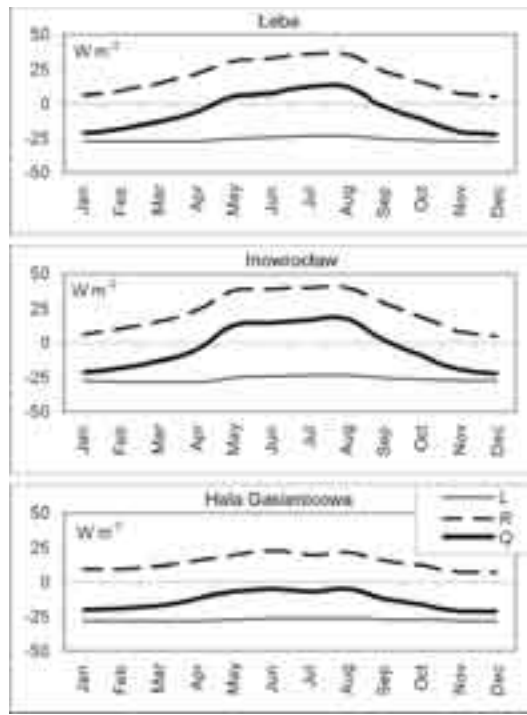 Łeba
50
W m⁻²
25
0
-25
-50
Jan Feb Mar Apr May Jun Jul Aug Sep Oct Nov Dec
Inowrocław
50
W m⁻²
25
0
-25
-50
Jan Feb Mar Apr May Jun Jul Aug Sep Oct Nov Dec
Hala Gąsienicowa
50
W m⁻²
25
0
-25
-50
Jan Feb Mar Apr May Jun Jul Aug Sep Oct Nov Dec
L
R
Q